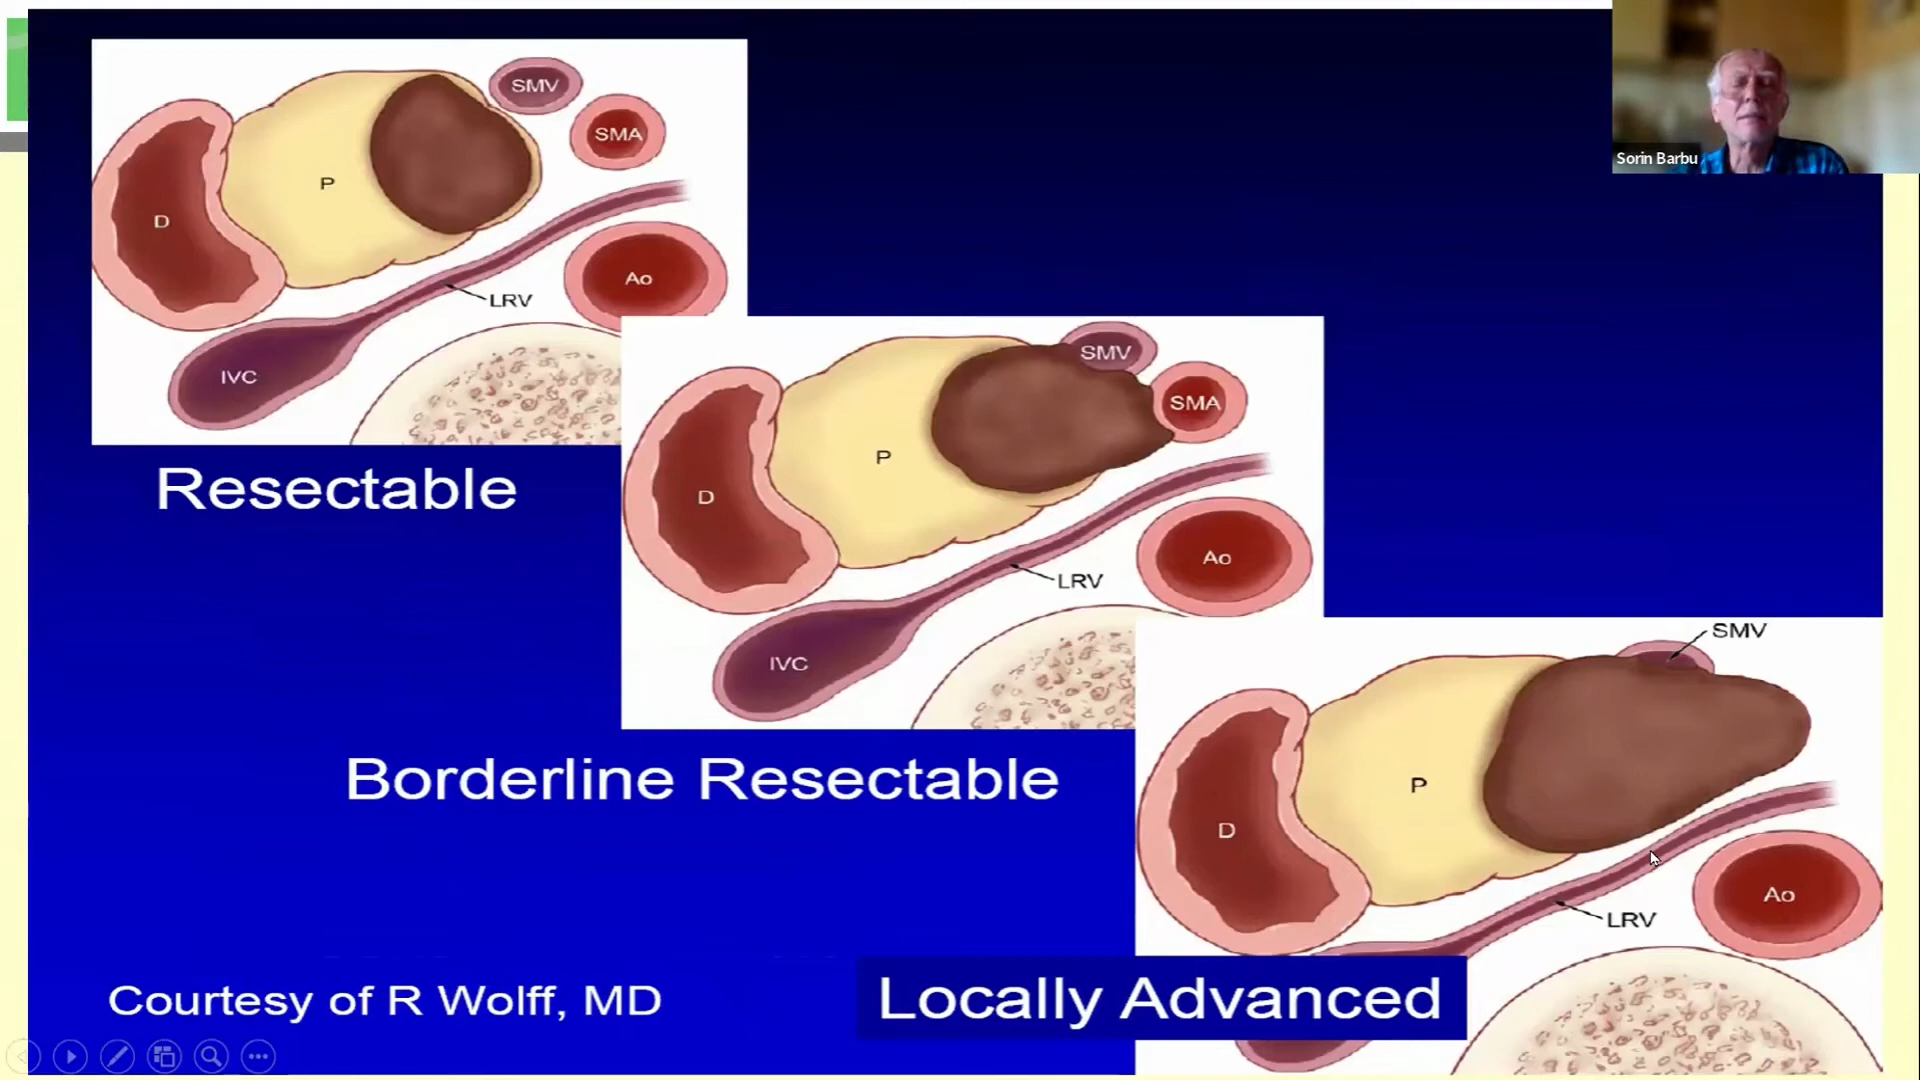 Sorin Barbu
SMV
SMA
P
D
Ao
LRV
IVC
Resectable
SMV
SMA
P
D
Ao
LRV
IVC
Borderline Resectable
SMV
P
D
Ao
LRV
Locally Advanced
Courtesy of R Wolff, MD